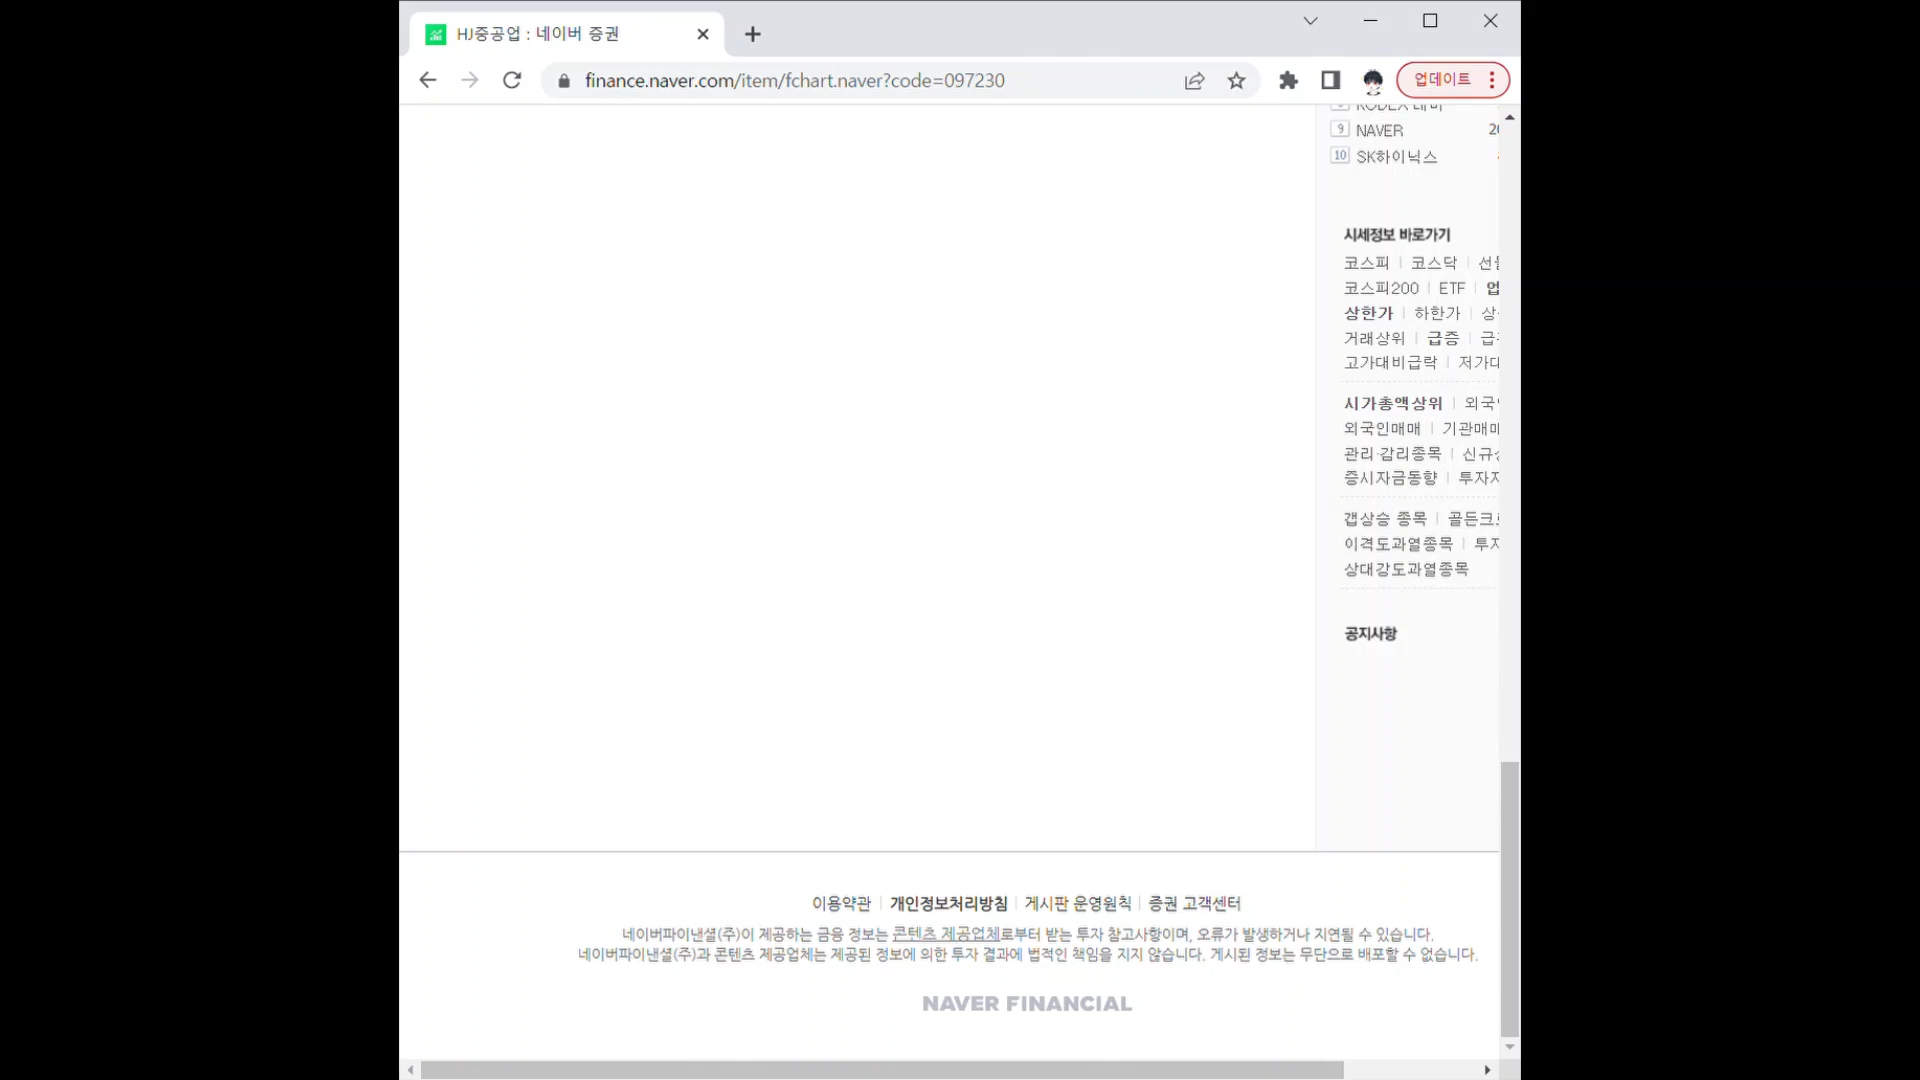 HJ중공업 : 네이버 증권
finance.naver.com/item/fchart.naver?code=097230
업데이트
9 NAVER
10 SK하이닉스
시세정보 바로가기
코스피 | 코스닥
코스피200 | ETF
상한가 | 하한가
거래상위 | 급증
고가대비급락
시가총액상위
외국인매매
관리·감리종목
증시자금동향
갭상승 종목
이격도과열종목
상대강도과열종목
공지사항
이용약관 | 개인정보처리방침 | 게시판 운영원칙 | 증권 고객센터
네이버파이낸셜(주)이 제공하는 금융 정보는 콘텐츠 제공업체로부터 받는 투자 참고사항이며, 오류가 발생하거나 지연될 수 있습니다.
네이버파이낸셜(주)과 콘텐츠 제공업체는 제공된 정보에 의한 투자 결과에 법적인 책임을 지지 않습니다. 게시된 정보는 무단으로 배포할 수 없습니다.
NAVER FINANCIAL